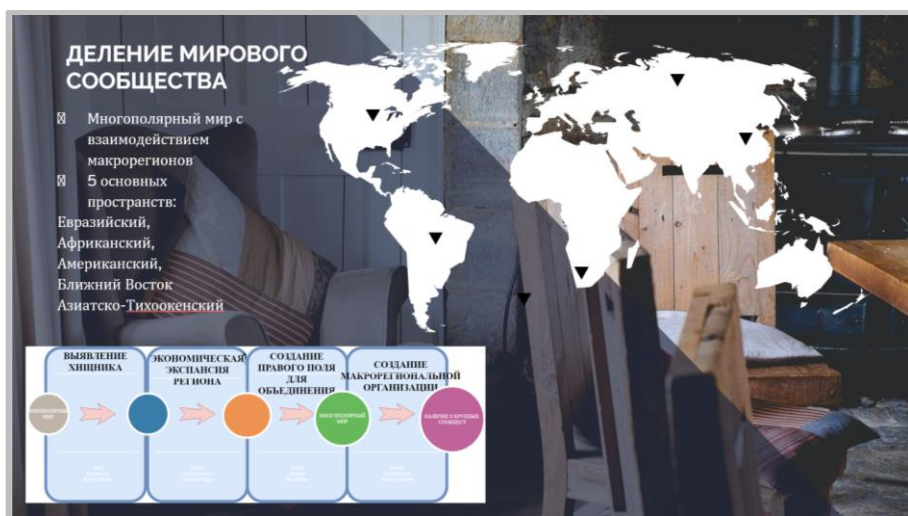 ДЕЛЕНИЕ МИРОВОГО
СООБЩЕСТВА
Многополярный мир с
взаимодействием
макрорегионов
5 основных
пространств:
Евразийский,
Африканский,
Американский,
Ближний Восток
Азиатско-Тихоокенский
ВЫЯВЛЕНИЕ
ХИЩНИКА
ЭКОНОМИЧЕСКАЯ
ЭКСПАНСИЯ
РЕГИОНА
СОЗДАНИЕ
ПРАВОГО ПОЛЯ
ДЛЯ
ОБЪЕДИНЕНИЯ
СОЗДАНИЕ
МАКРОРЕГИОНАЛЬНОЙ
ОРГАНИЗАЦИИ
МИР
МНОГОПОЛЯРНЫЙ
МИР
НАЛИЧИЕ 5 КРУПНЫХ
СООБЩЕСТ